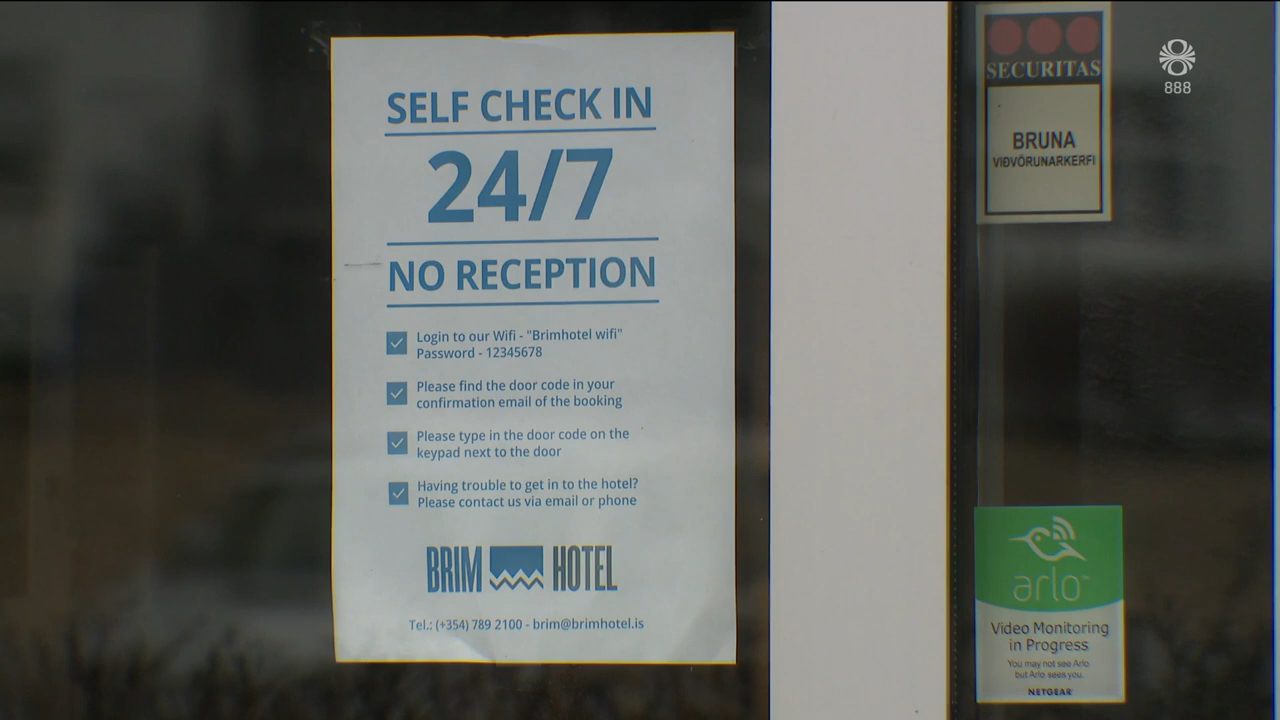 SELF CHECK IN
24/7
NO RECEPTION
Login to our Wifi - "Brimhotel wifi"
Password - 12345678
Please find the door code in your
confirmation email of the booking
Please type in the door code on the
keypad next to the door
Having trouble to get in to the hotel?
Please contact us via email or phone
BRIM HOTEL
Tel.: (+354) 789 2100 - brim@brimhotel.is
SECURITAS
BRUNA
VIÐVÖRUNARKERFI
888
arlo™
Video Monitoring
in Progress
You may not see Arlo
but Arlo sees you.
NETGEAR